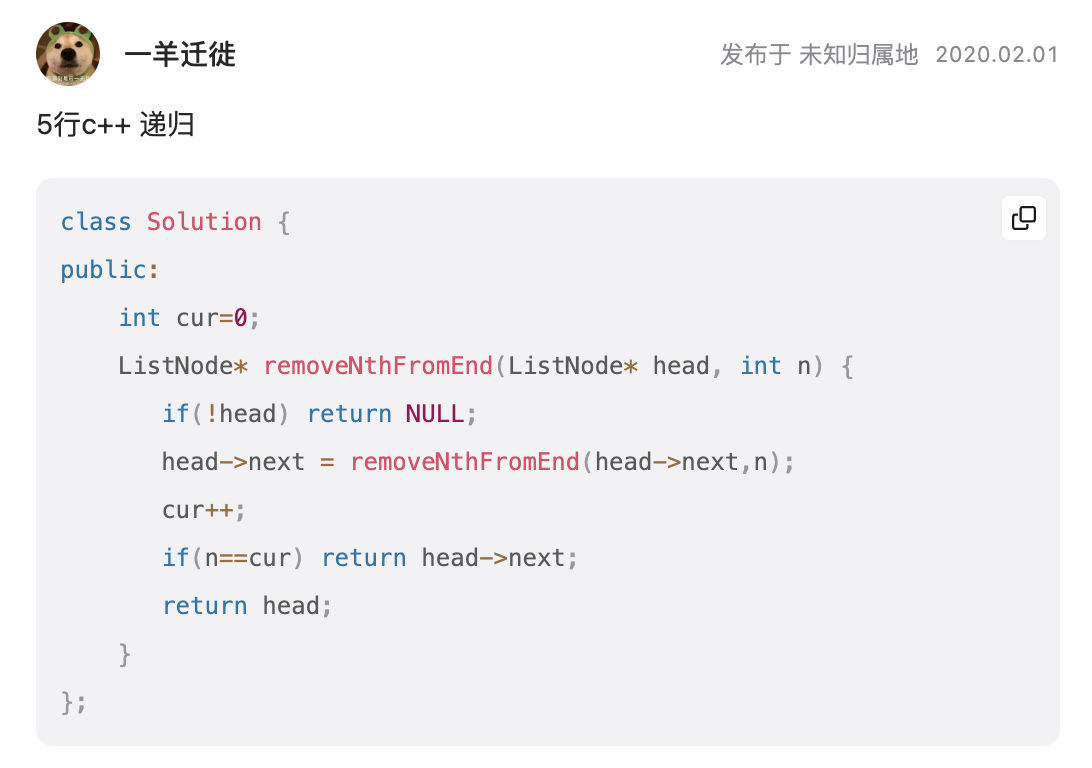 一羊迁徙
发布于 未知归属地 2020.02.01
5行c++ 递归
class Solution {
public:
    int cur=0;
    ListNode* removeNthFromEnd(ListNode* head, int n) {
       if(!head) return NULL;
       head->next = removeNthFromEnd(head->next,n);
       cur++;
       if(n==cur) return head->next;
       return head;
    }
};